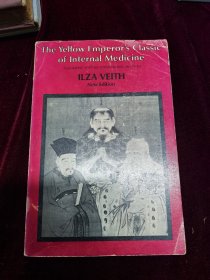 The Yellow Emperor's Classic
of Internal Medicine
ILZA VEITH
New Edition